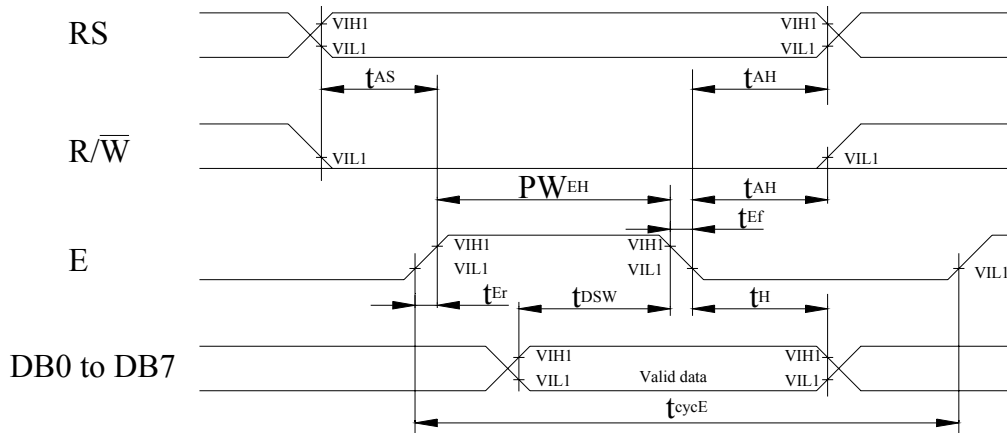 RS
VIH1
VIL1
VIH1
VIL1
tAS
tAH
R/W̅
VIL1
VIL1
PWEH
tAH
tEf
E
VIH1
VIL1
VIH1
VIL1
VIL1
tEr
tDSW
tH
DB0 to DB7
VIH1
VIL1
Valid data
VIH1
VIL1
tcycE